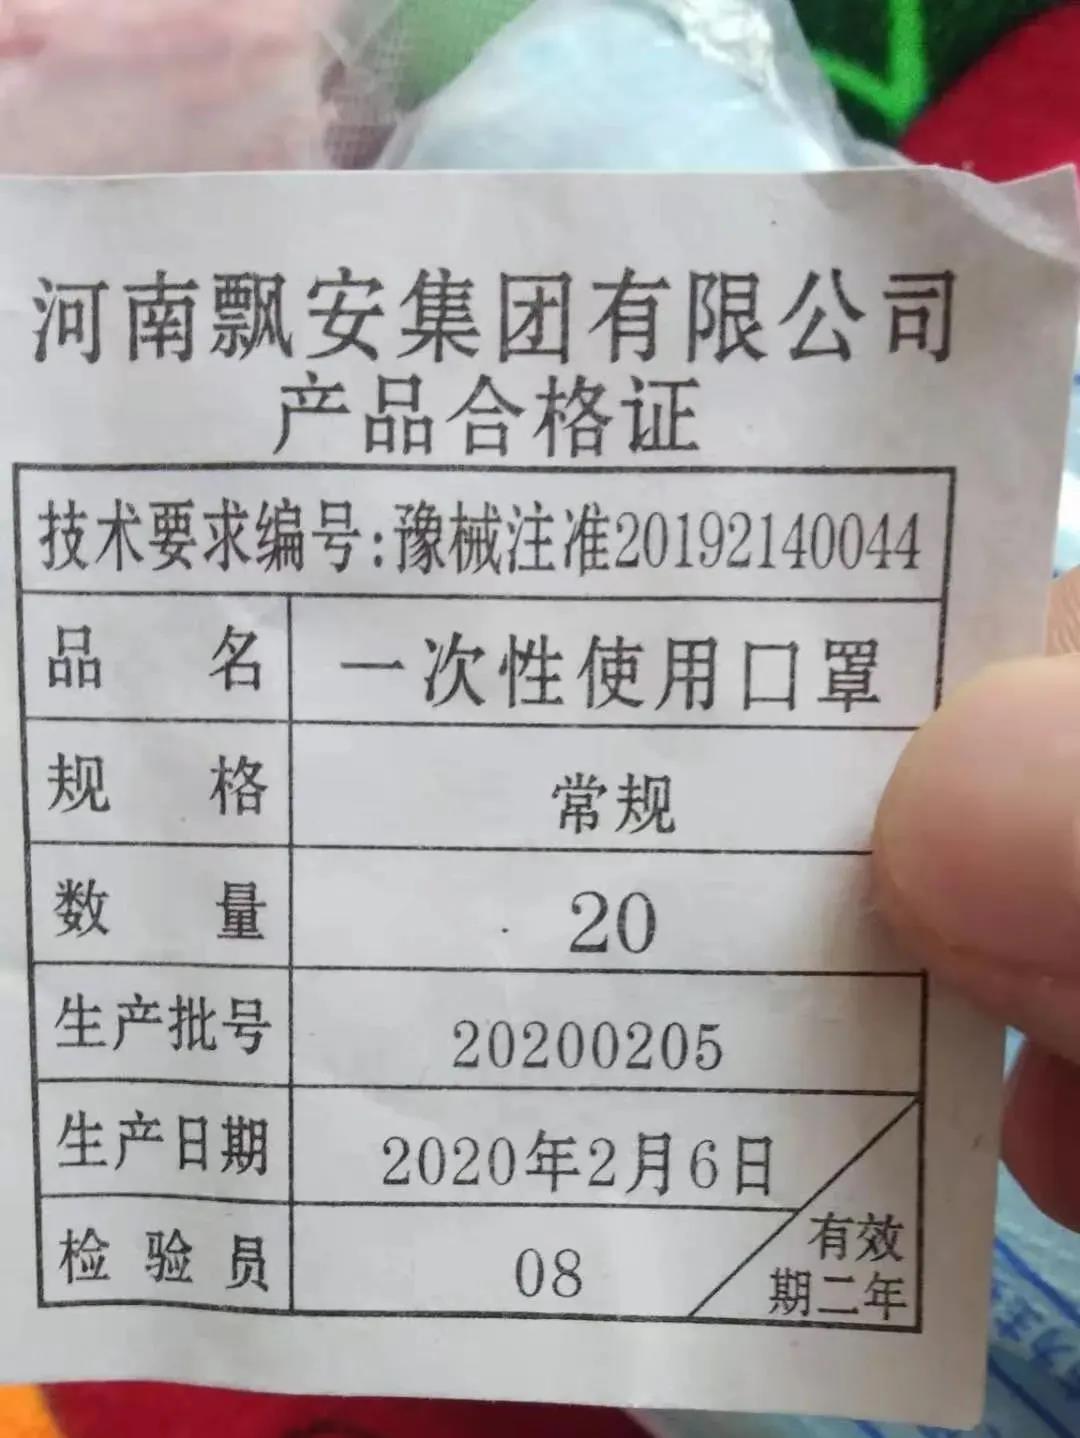 河南飘安集团有限公司
产品合格证
技术要求编号:豫械注准20192140044
品名 一次性使用口罩
规格 常规
数量 20
生产批号 20200205
生产日期 2020年2月6日
检验员 08
有效
期二年